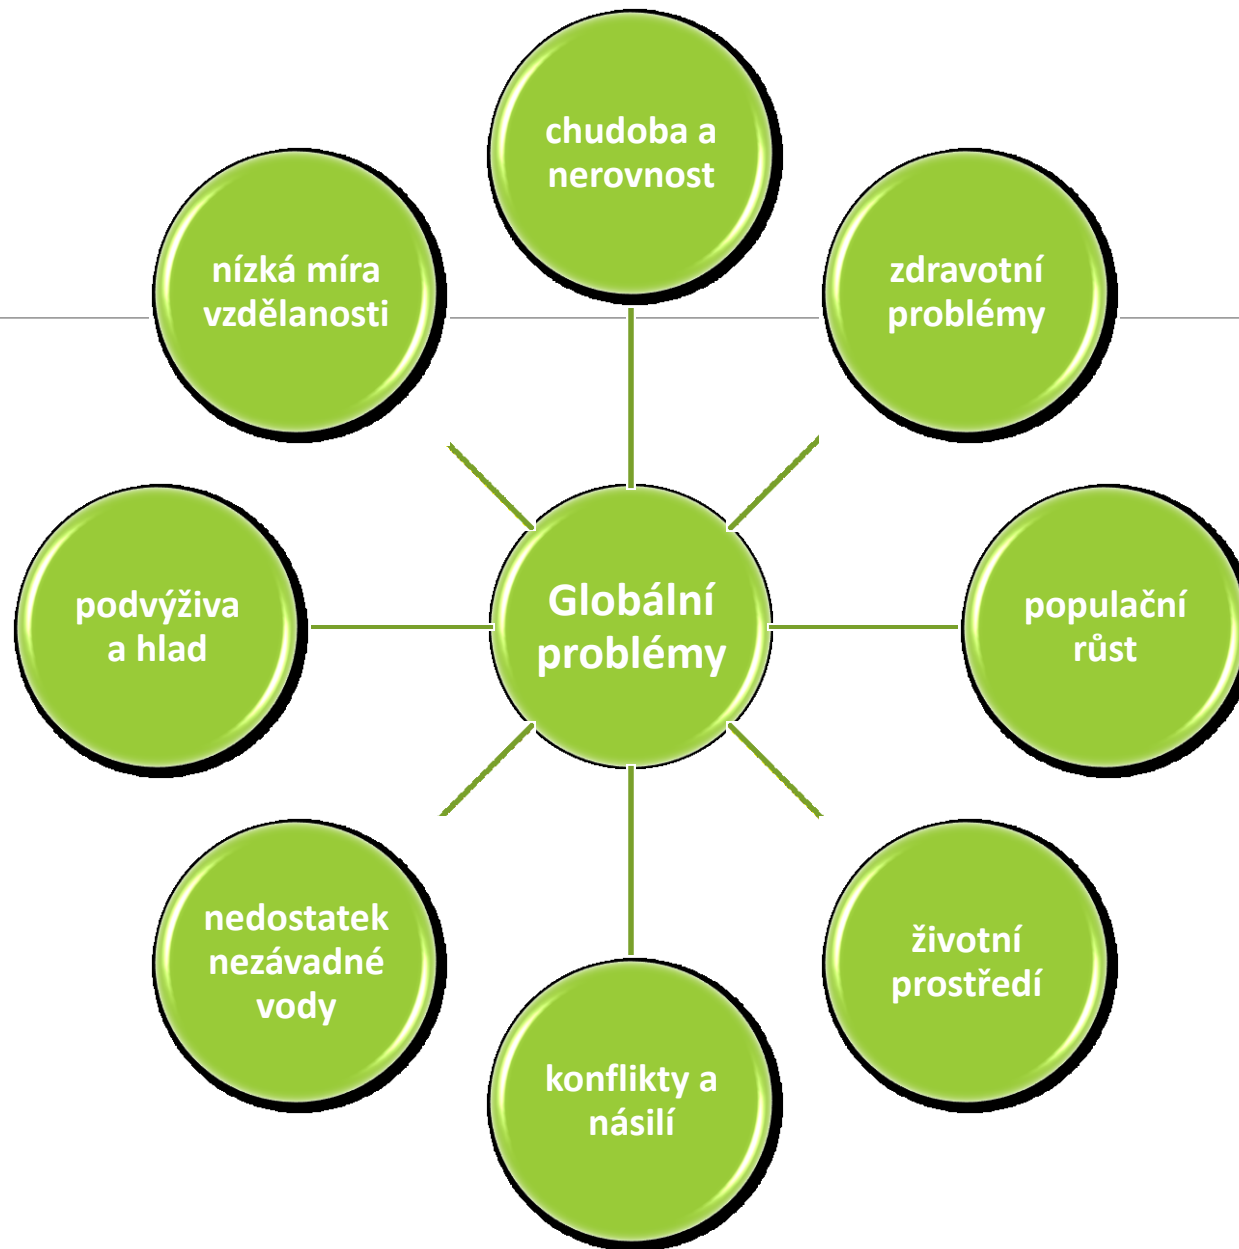 chudoba a
nerovnost
zdravotní
problémy
populační
růst
životní
prostředí
konflikty a
násilí
nedostatek
nezávadné
vody
podvýživa
a hlad
nízká míra
vzdělanosti
Globální
problémy